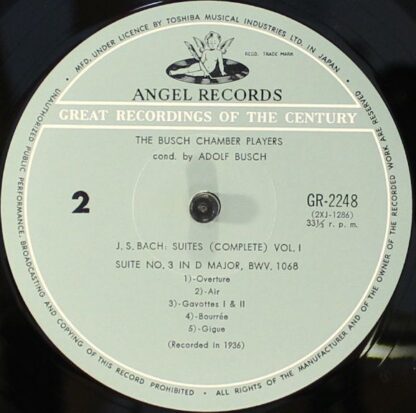 MFD. UNDER LICENCE BY TOSHIBA MUSICAL INDUSTRIES LTD. IN JAPAN •
REGD. TRADE MARK
ANGEL RECORDS
GREAT RECORDINGS OF THE CENTURY
THE BUSCH CHAMBER PLAYERS
cond. by ADOLF BUSCH
2
GR-2248
(2XJ-1286)
33⅓ r. p. m.
J. S. BACH: SUITES (COMPLETE) VOL. I
SUITE NO. 3 IN D MAJOR, BWV. 1068
1)-Overture
2)-Air
3)-Gavottes I & II
4)-Bourrée
5)-Gigue
(Recorded in 1936)
UNAUTHORIZED PUBLIC PERFORMANCE, BROADCASTING AND COPYING OF THIS RECORD PROHIBITED • ALL RIGHTS OF THE MANUFACTURER AND OF THE OWNER OF THE RECORDED WORK ARE RESERVED